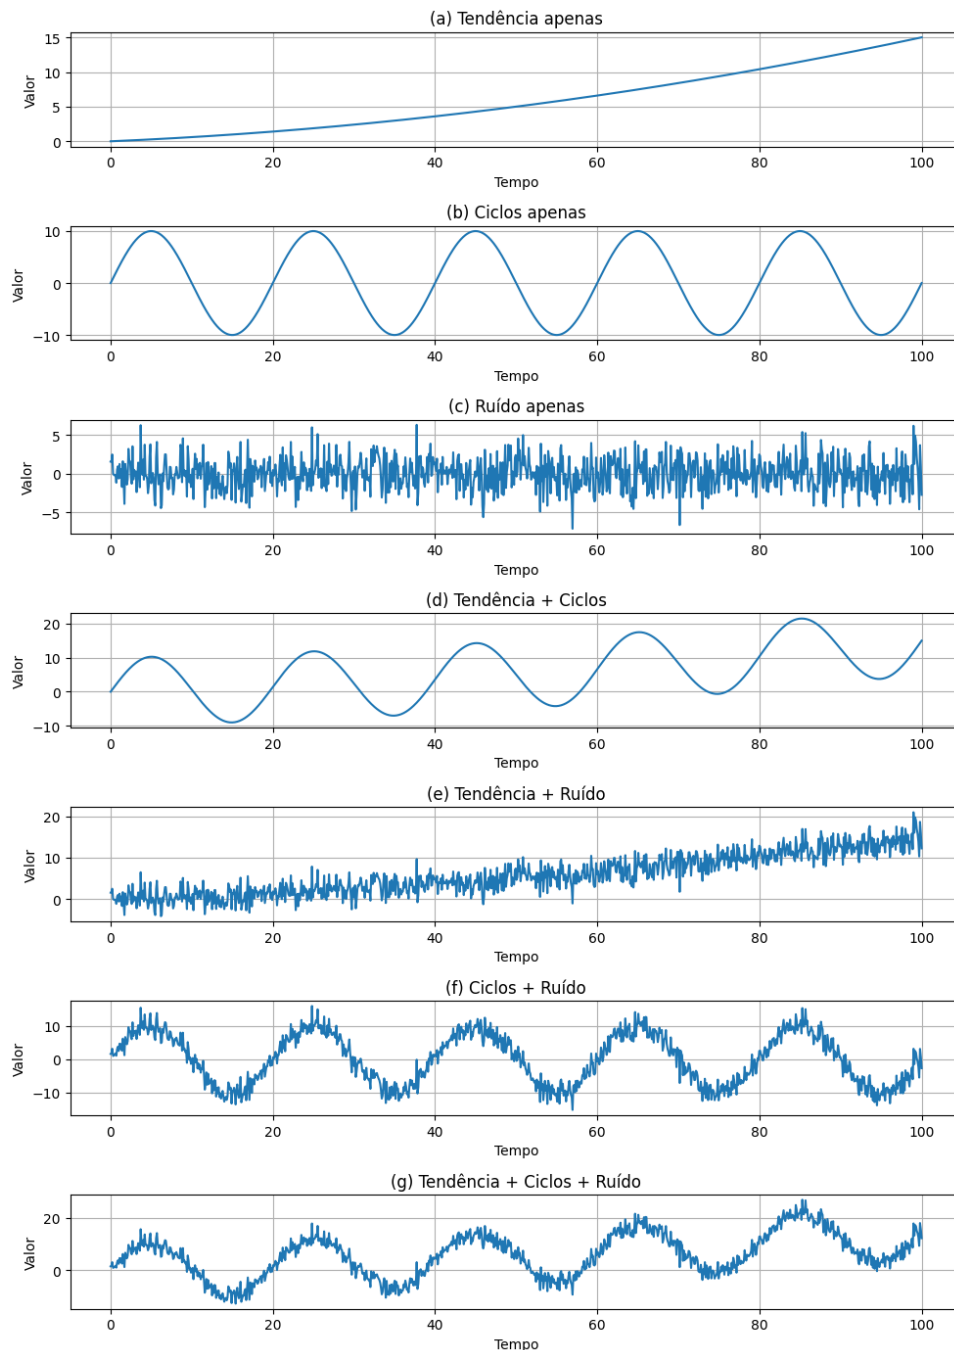 (a) Tendência apenas
15
10
5
0
Valor
0 20 40 60 80 100
Tempo
(b) Ciclos apenas
10
0
−10
Valor
0 20 40 60 80 100
Tempo
(c) Ruído apenas
5
0
−5
Valor
0 20 40 60 80 100
Tempo
(d) Tendência + Ciclos
20
10
0
−10
Valor
0 20 40 60 80 100
Tempo
(e) Tendência + Ruído
20
10
0
Valor
0 20 40 60 80 100
Tempo
(f) Ciclos + Ruído
10
0
−10
Valor
0 20 40 60 80 100
Tempo
(g) Tendência + Ciclos + Ruído
20
0
Valor
0 20 40 60 80 100
Tempo